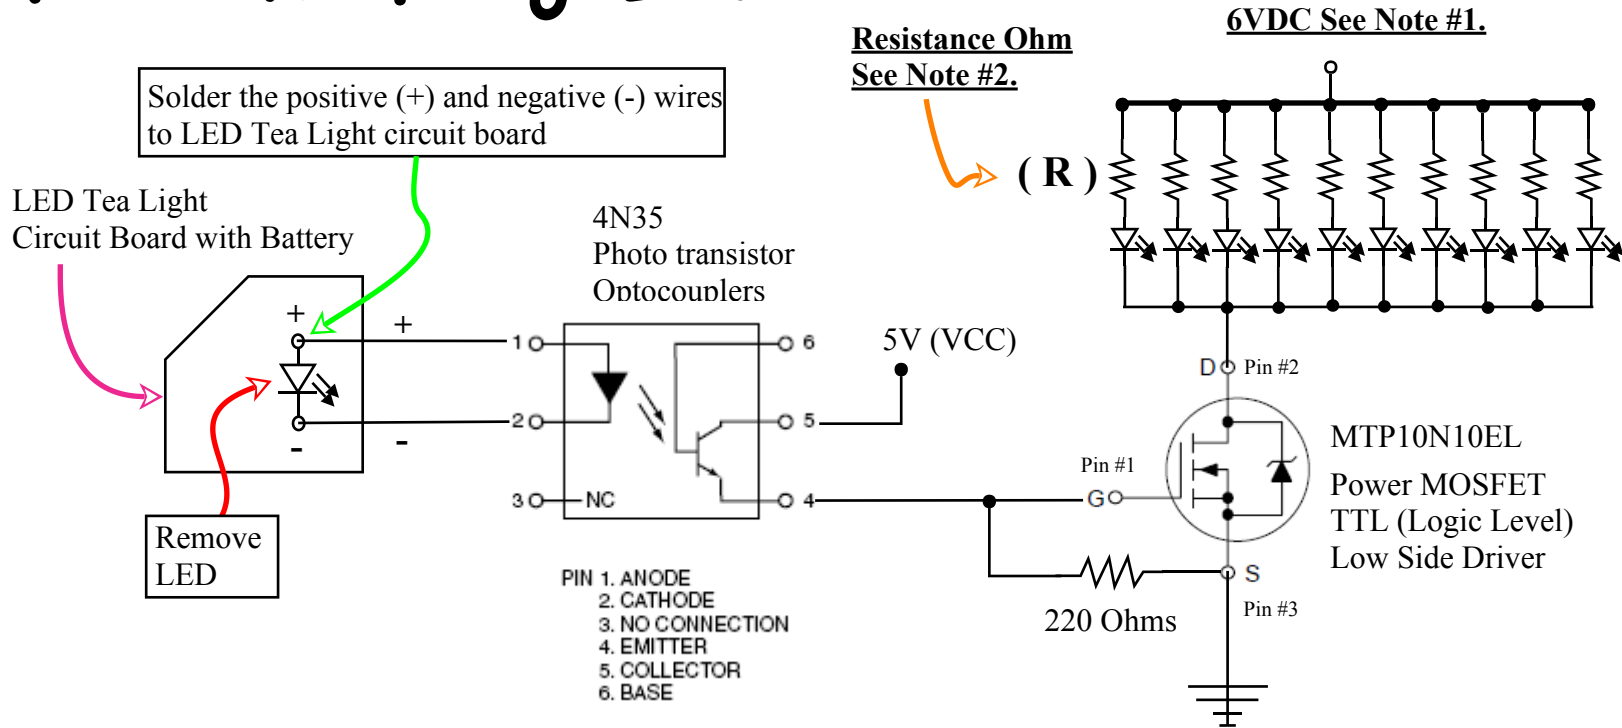 6VDC See Note #1.
Resistance Ohm
See Note #2.
Solder the positive (+) and negative (-) wires
to LED Tea Light circuit board
( R )
LED Tea Light
Circuit Board with Battery
4N35
Photo transistor
Optocouplers
+
+
-
-
1
2
3
NC
6
5
4
5V (VCC)
D
Pin #2
Pin #1
G
MTP10N10EL
Power MOSFET
TTL (Logic Level)
Low Side Driver
S
Pin #3
220 Ohms
Remove
LED
PIN 1. ANODE
2. CATHODE
3. NO CONNECTION
4. EMITTER
5. COLLECTOR
6. BASE